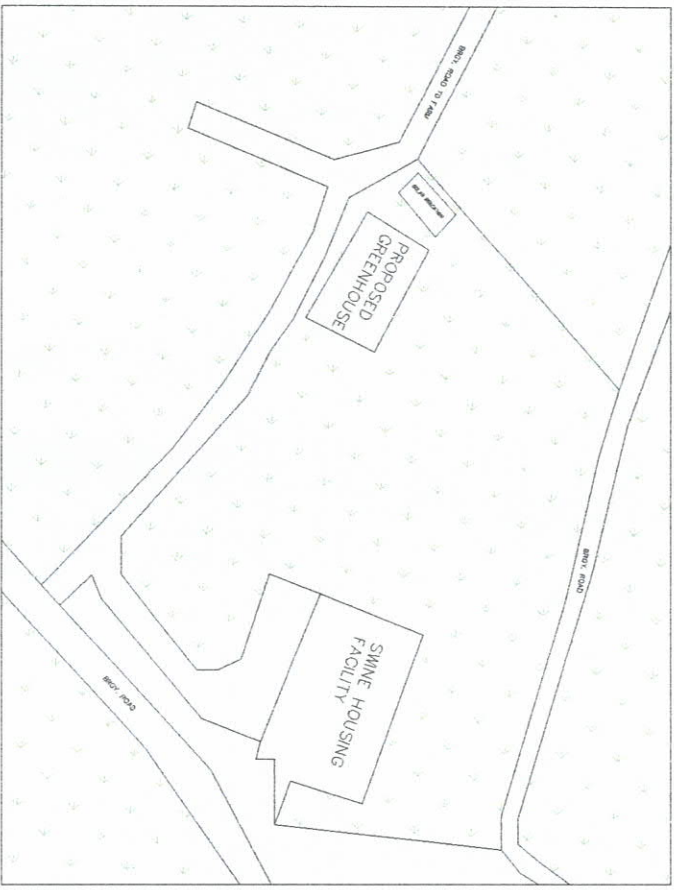 BRGY. ROAD TO FARM
PROPOSED
GREENHOUSE
BRGY. ROAD
SWINE HOUSING
FACILITY
BRGY. ROAD